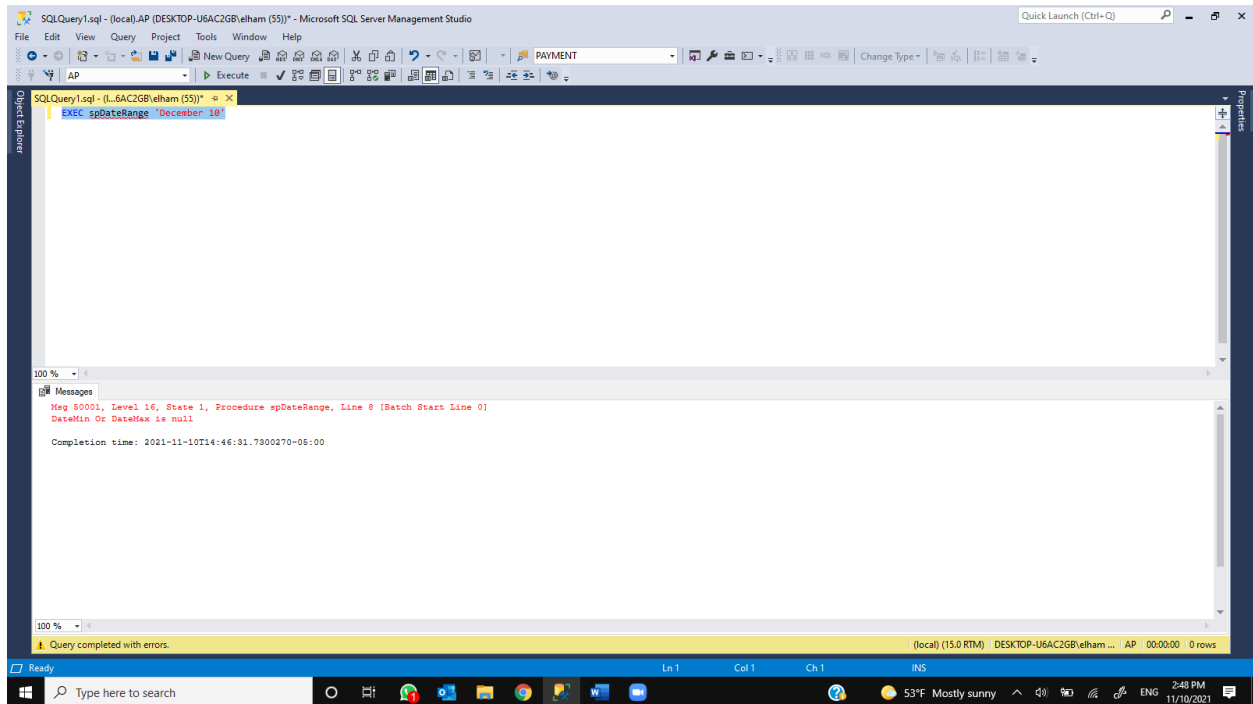 SQLQuery1.sql - (local).AP (DESKTOP-U6AC2GB\elham (55))* - Microsoft SQL Server Management Studio
Quick Launch (Ctrl+Q)
File Edit View Query Project Tools Window Help
New Query PAYMENT Change Type
AP Execute
SQLQuery1.sql - (l...6AC2GB\elham (55))*
Object Explorer
Properties
EXEC spDateRange 'December 10'
100 %
Messages
Msg 50001, Level 16, State 1, Procedure spDateRange, Line 8 [Batch Start Line 0]
DateMin Or DateMax is null
Completion time: 2021-11-10T14:46:31.7300270-05:00
100 %
Query completed with errors.
(local) (15.0 RTM) DESKTOP-U6AC2GB\elham ... AP 00:00:00 0 rows
Ready Ln 1 Col 1 Ch 1 INS
Type here to search
53°F Mostly sunny ENG 2:48 PM
11/10/2021